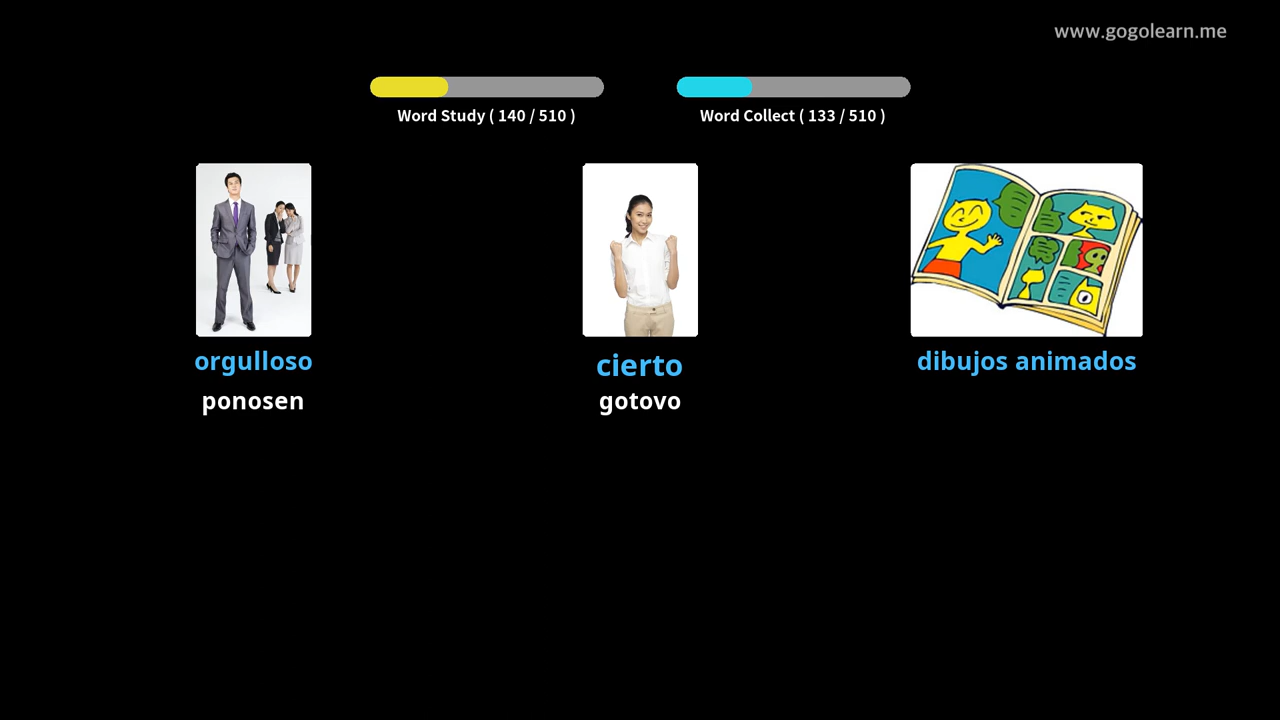 www.gogolearn.me
Word Study ( 140 / 510 )
Word Collect ( 133 / 510 )
orgulloso
ponosen
cierto
gotovo
dibujos animados